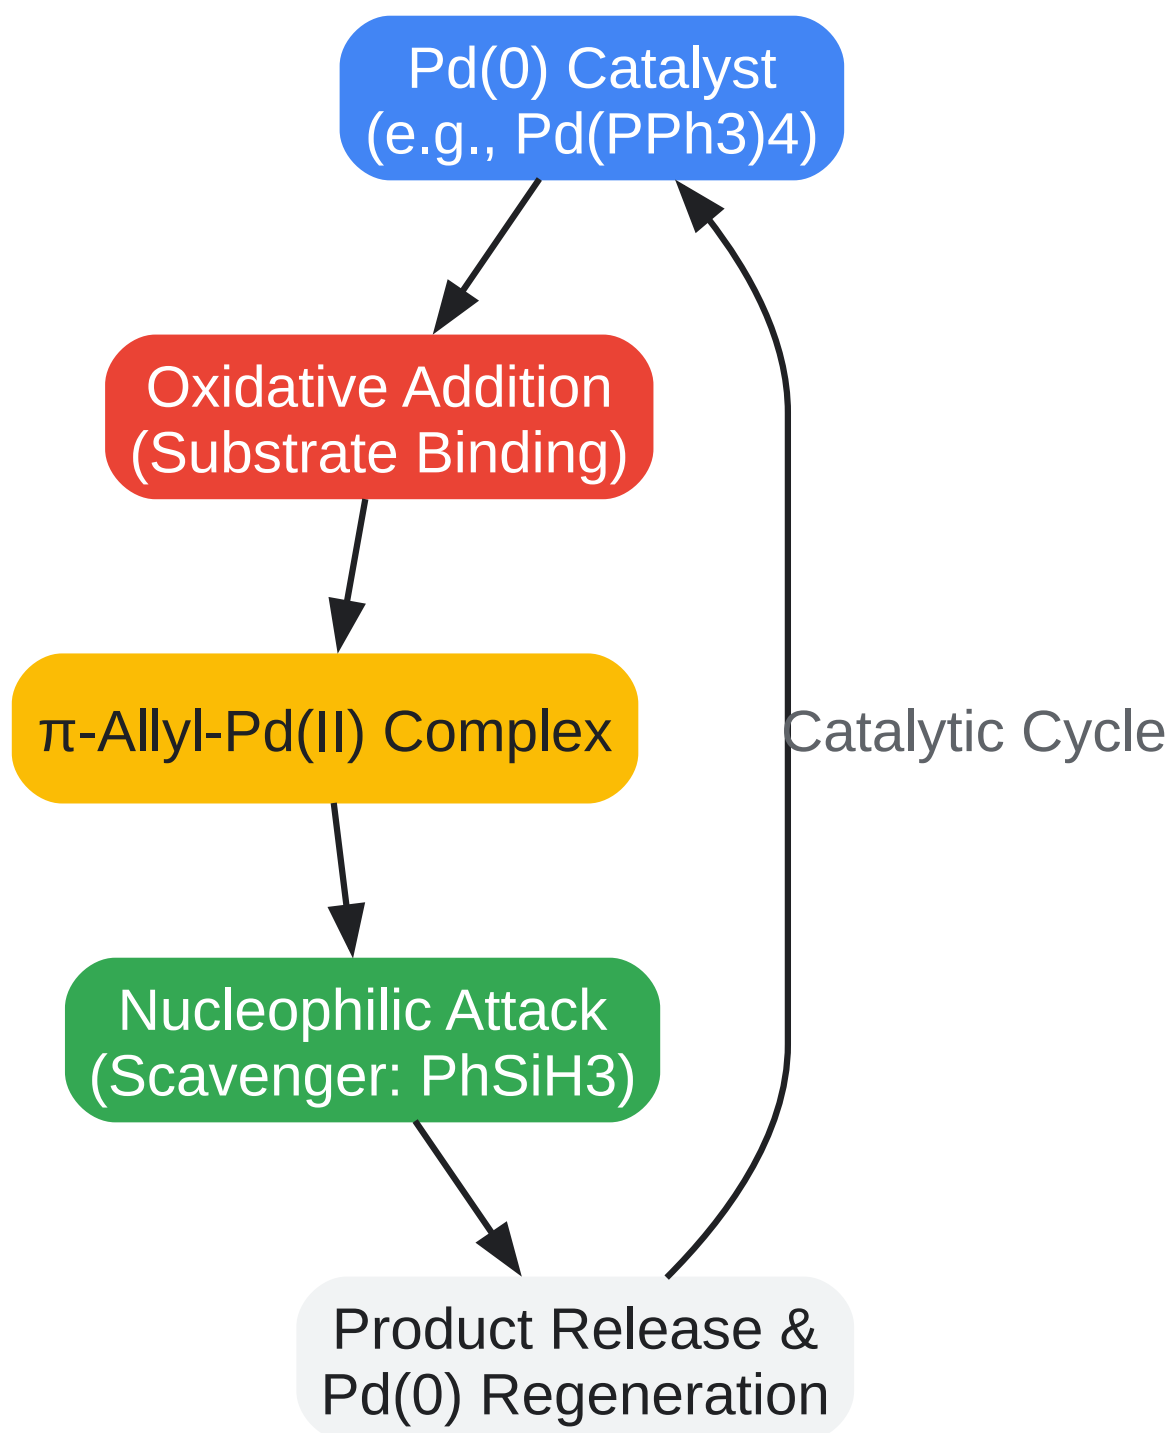 Pd(0) Catalyst
(e.g., Pd(PPh3)4)
Oxidative Addition
(Substrate Binding)
π-Allyl-Pd(II) Complex
Catalytic Cycle
Nucleophilic Attack
(Scavenger: PhSiH3)
Product Release &
Pd(0) Regeneration